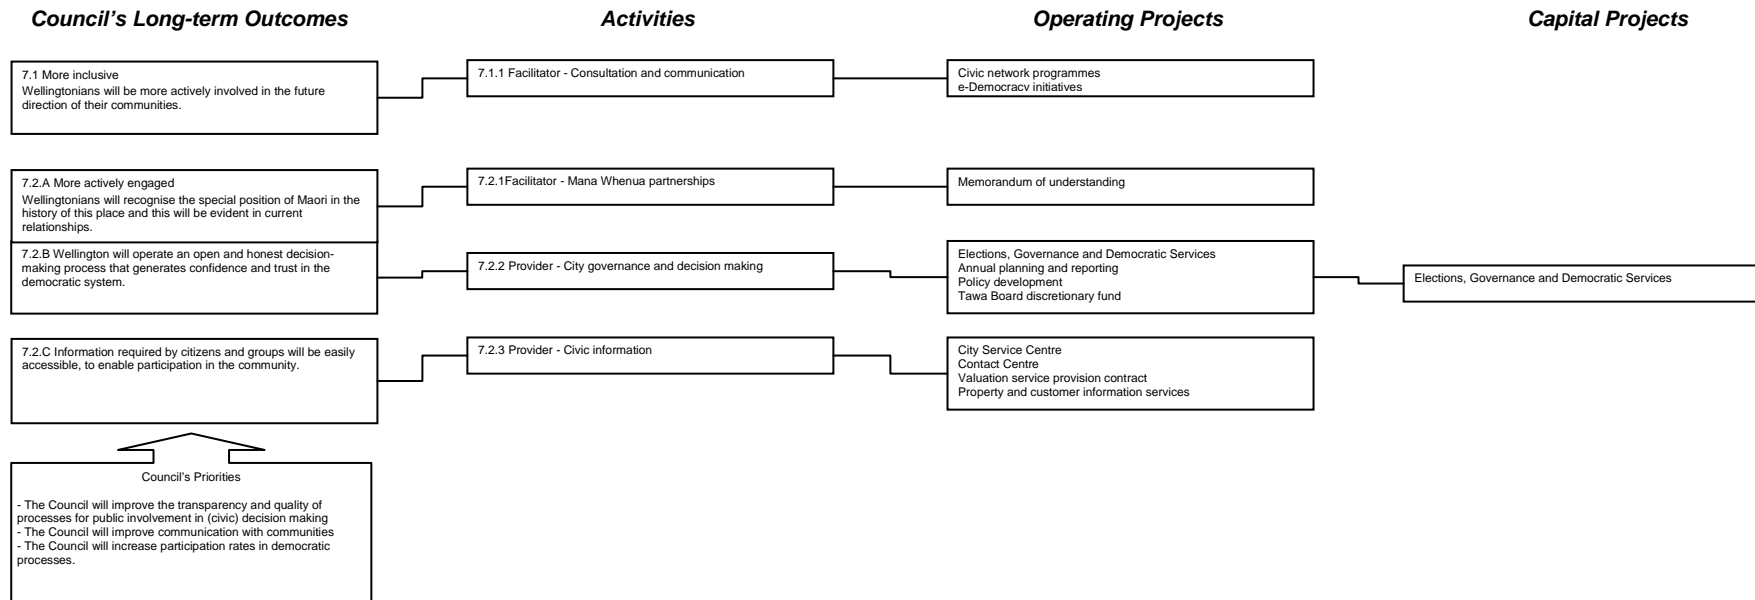 Council's Long-term Outcomes
Activities
Operating Projects
Capital Projects
7.1 More inclusive
Wellingtonians will be more actively involved in the future
direction of their communities.
7.1.1 Facilitator - Consultation and communication
Civic network programmes
e-Democracy initiatives
7.2.A More actively engaged
Wellingtonians will recognise the special position of Maori in the
history of this place and this will be evident in current
relationships.
7.2.1Facilitator - Mana Whenua partnerships
Memorandum of understanding
7.2.B Wellington will operate an open and honest decision-
making process that generates confidence and trust in the
democratic system.
7.2.2 Provider - City governance and decision making
Elections, Governance and Democratic Services
Annual planning and reporting
Policy development
Tawa Board discretionary fund
Elections, Governance and Democratic Services
7.2.C Information required by citizens and groups will be easily
accessible, to enable participation in the community.
7.2.3 Provider - Civic information
City Service Centre
Contact Centre
Valuation service provision contract
Property and customer information services
Council's Priorities
- The Council will improve the transparency and quality of
processes for public involvement in (civic) decision making
- The Council will improve communication with communities
- The Council will increase participation rates in democratic
processes.